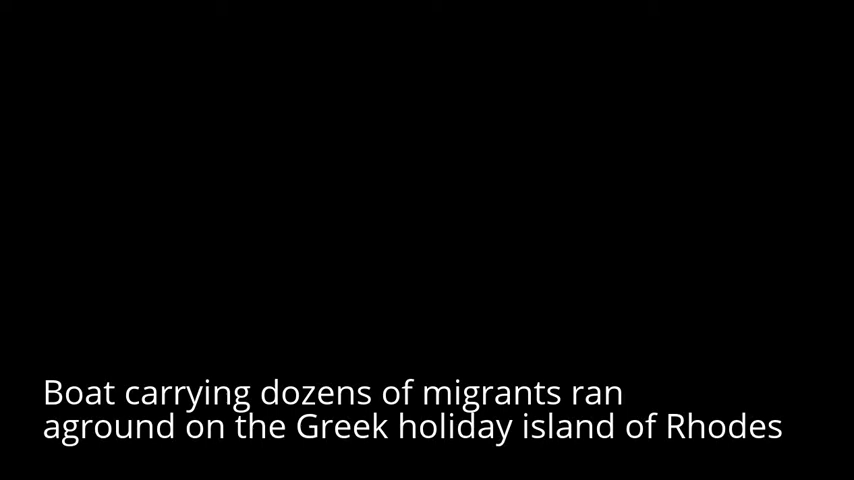 Boat carrying dozens of migrants ran
aground on the Greek holiday island of Rhodes